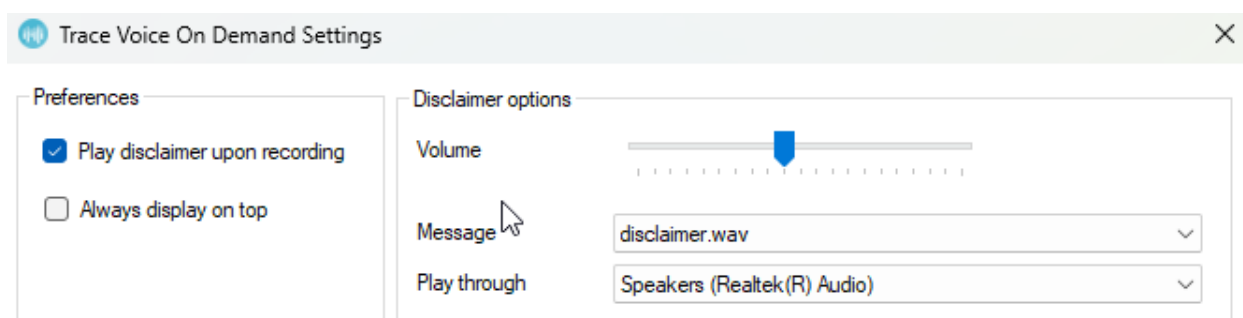 Trace Voice On Demand Settings
Preferences
Play disclaimer upon recording
Always display on top
Disclaimer options
Volume
Message
disclaimer.wav
Play through
Speakers (Realtek(R) Audio)